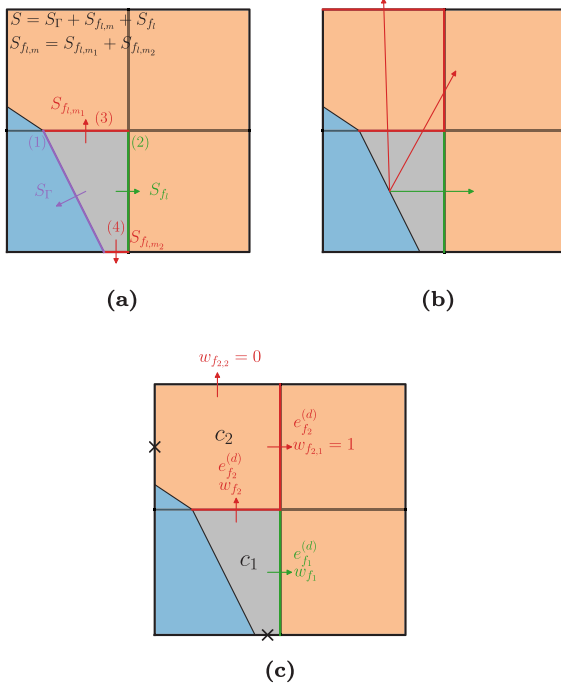 S = S_Γ + S_{f_{l,m}} + S_{f_l}
S_{f_{l,m}} = S_{f_{l,m_1}} + S_{f_{l,m_2}}
S_{f_{l,m_1}}
(3)
(1)
(2)
S_Γ
S_{f_l}
(4)
S_{f_{l,m_2}}
(a)
(b)
w_{f_{2,2}} = 0
c_2
e_{f_2}^{(d)}
w_{f_{2,1}} = 1
e_{f_2}^{(d)}
w_{f_2}
c_1
e_{f_1}^{(d)}
w_{f_1}
(c)